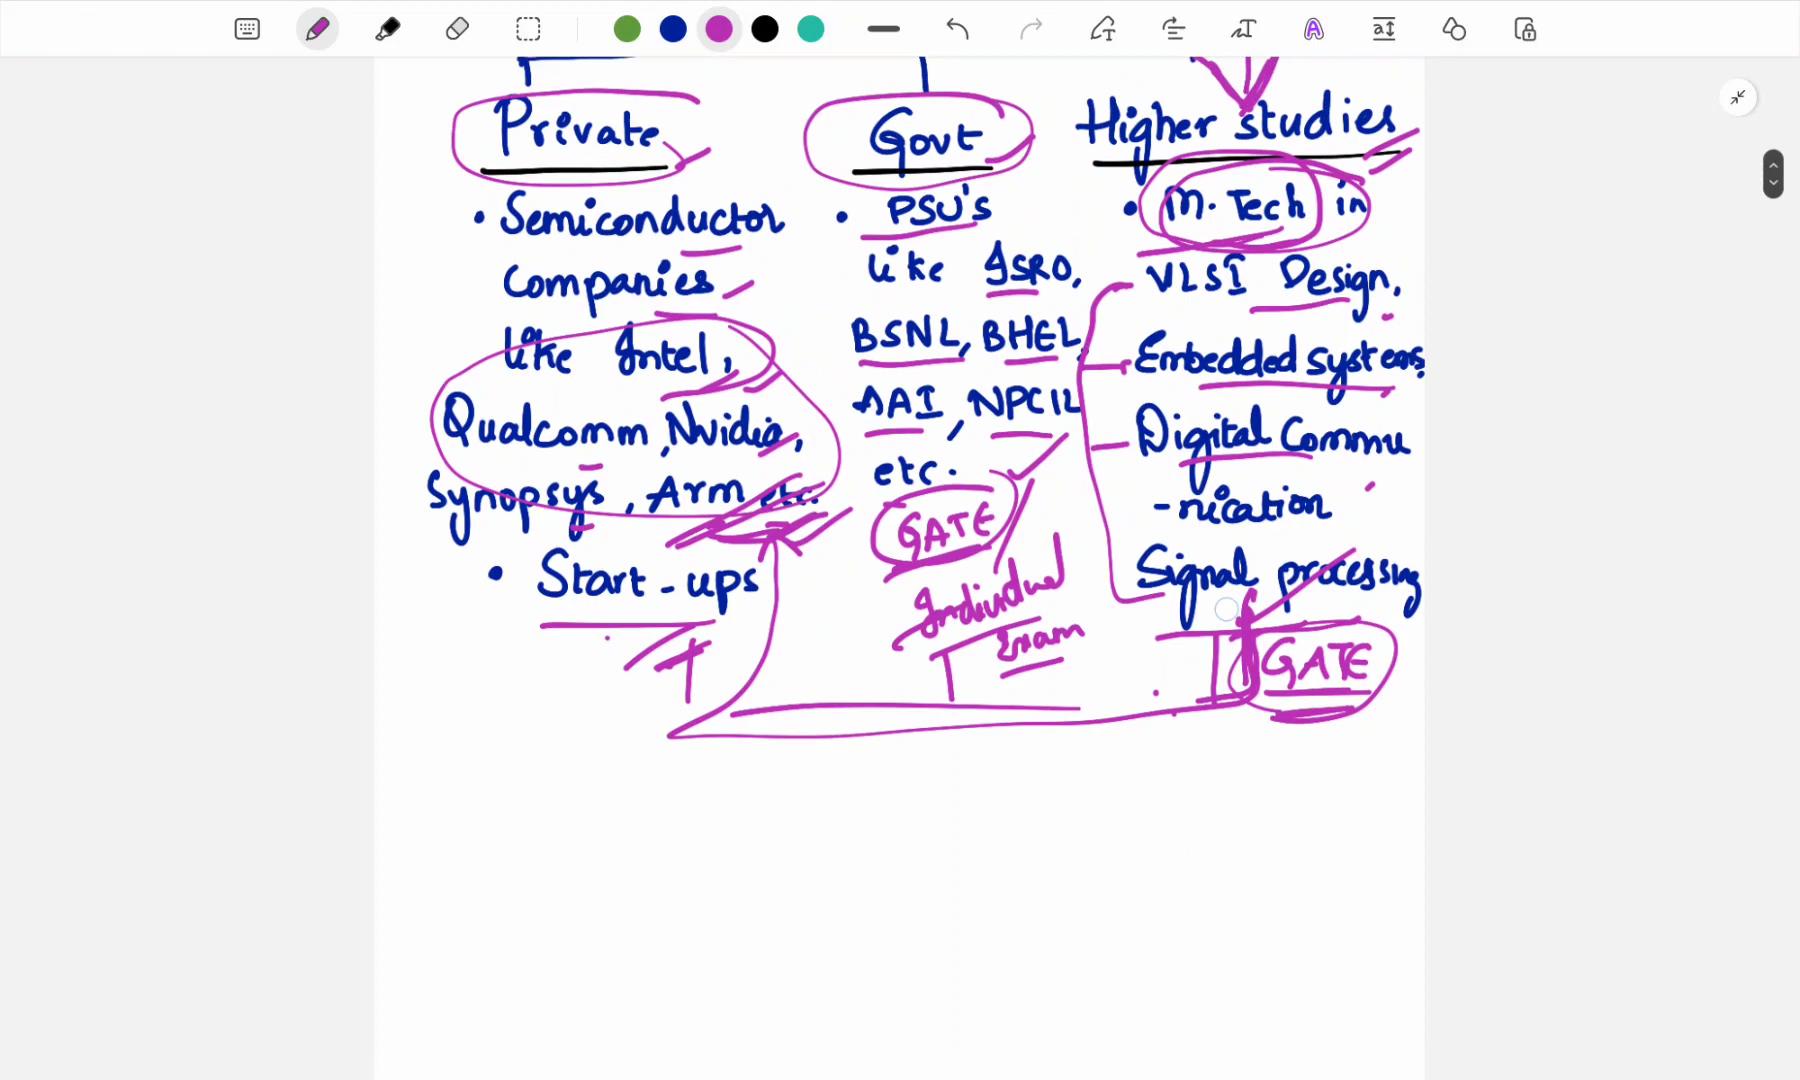 Private
• Semiconductor
Companies
like Intel,
Qualcomm, Nvidia,
Synopsys, Arm etc.
• Start-ups
Govt
• PSU's
like ISRO,
BSNL, BHEL,
AAI, NPCIL
etc.
GATE
Individual
Exam
Higher studies
• M.Tech in
VLSI Design,
Embedded systems,
Digital Commu
-nication
Signal processing
GATE